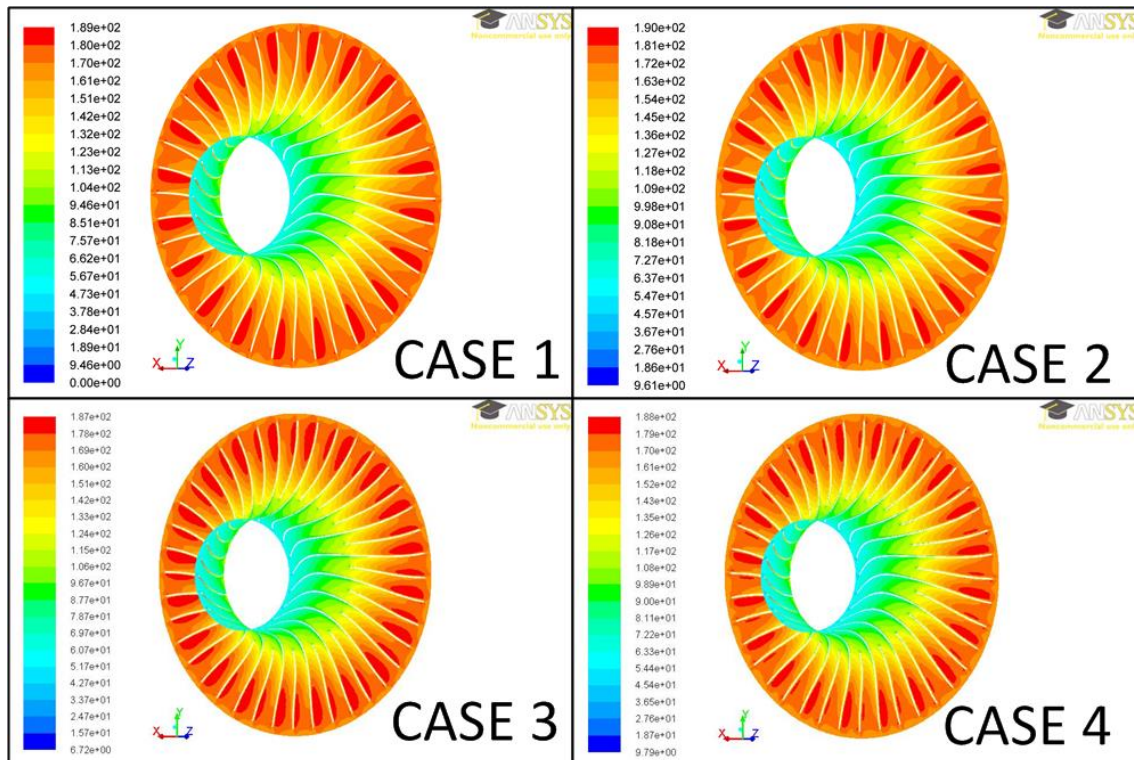 ANSYS
Noncommercial use only
1.89e+02
1.80e+02
1.70e+02
1.61e+02
1.51e+02
1.42e+02
1.32e+02
1.23e+02
1.13e+02
1.04e+02
9.46e+01
8.51e+01
7.57e+01
6.62e+01
5.67e+01
4.73e+01
3.78e+01
2.84e+01
1.89e+01
9.46e+00
0.00e+00
Y
X
Z
CASE 1
ANSYS
Noncommercial use only
1.90e+02
1.81e+02
1.72e+02
1.63e+02
1.54e+02
1.45e+02
1.36e+02
1.27e+02
1.18e+02
1.09e+02
9.98e+01
9.08e+01
8.18e+01
7.27e+01
6.37e+01
5.47e+01
4.57e+01
3.67e+01
2.76e+01
1.86e+01
9.61e+00
Y
X
Z
CASE 2
ANSYS
Noncommercial use only
1.87e+02
1.78e+02
1.69e+02
1.60e+02
1.51e+02
1.42e+02
1.33e+02
1.24e+02
1.15e+02
1.06e+02
9.67e+01
8.77e+01
7.87e+01
6.97e+01
6.07e+01
5.17e+01
4.27e+01
3.37e+01
2.47e+01
1.57e+01
6.72e+00
Y
X
Z
CASE 3
ANSYS
Noncommercial use only
1.88e+02
1.79e+02
1.70e+02
1.61e+02
1.52e+02
1.43e+02
1.35e+02
1.26e+02
1.17e+02
1.08e+02
9.89e+01
9.00e+01
8.11e+01
7.22e+01
6.33e+01
5.44e+01
4.54e+01
3.65e+01
2.76e+01
1.87e+01
9.79e+00
Y
X
Z
CASE 4